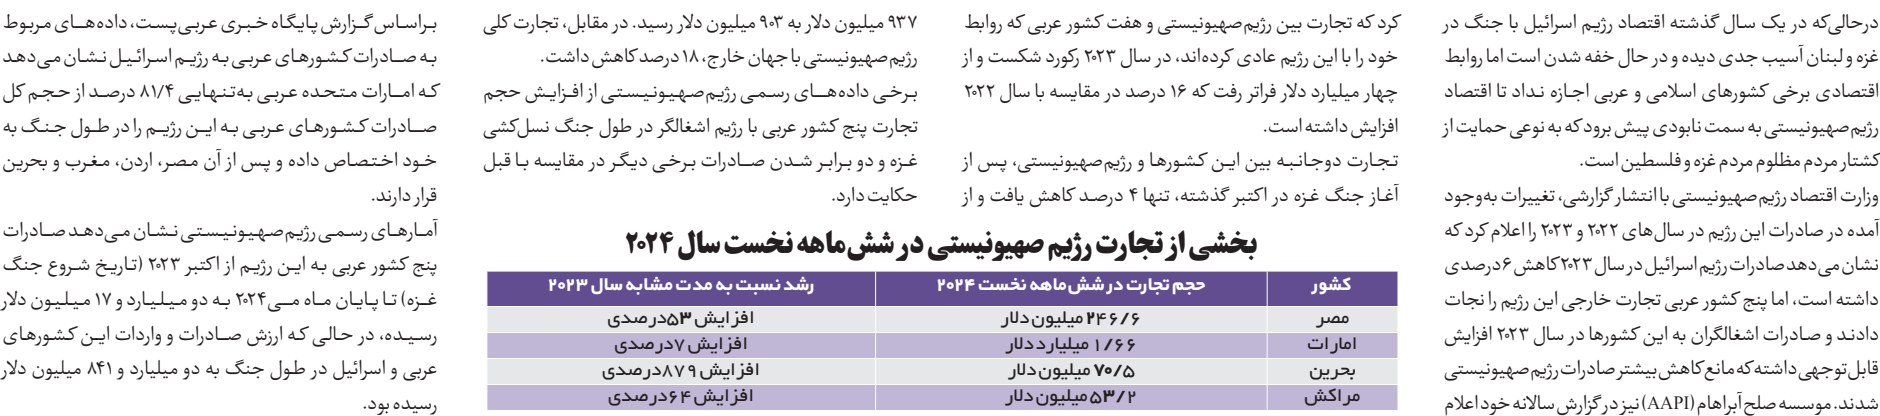 درحالی‌که در یک سال گذشته اقتصاد رژیم اسرائیل با جنگ در
غزه و لبنان آسیب جدی دیده و در حال خفه شدن است اما روابط
اقتصادی برخی کشورهای اسلامی و عربی اجازه نداد تا اقتصاد
رژیم‌صهیونیستی به سمت نابودی پیش برود که به نوعی حمایت از
کشتار مردم مظلوم مردم غزه و فلسطین است.
وزارت اقتصاد رژیم‌صهیونیستی با انتشار گزارشی، تغییرات به‌وجود
آمده در صادرات این رژیم در سال‌های ۲۰۲۲ و ۲۰۲۳ را اعلام کرد که
نشان می‌دهد صادرات رژیم اسرائیل در سال ۲۰۲۳ کاهش ۶ درصدی
داشته است، اما پنج کشور عربی تجارت خارجی این رژیم را نجات
دادند و صادرات اشغالگران به این کشورها در سال ۲۰۲۳ افزایش
قابل‌توجهی داشته که مانع کاهش بیشتر صادرات رژیم صهیونیستی
شدند. موسسه صلح آبراهام (AAPI) نیز در گزارش سالانه خود اعلام
کرد که تجارت بین رژیم‌صهیونیستی و هفت کشور عربی که روابط
خود را با این رژیم عادی کرده‌اند، در سال ۲۰۲۳ رکورد شکست و از
چهار میلیارد دلار فراتر رفت که ۱۶ درصد در مقایسه با سال ۲۰۲۲
افزایش داشته است.
تجارت دوجانبه بین این کشورها و رژیم‌صهیونیستی، پس از
آغاز جنگ غزه در اکتبر گذشته، تنها ۴ درصد کاهش یافت و از
۹۳۷ میلیون دلار به ۹۰۳ میلیون دلار رسید. در مقابل، تجارت کلی
رژیم‌صهیونیستی با جهان خارج، ۱۸ درصد کاهش داشت.
برخی داده‌های رسمی رژیم‌صهیونیستی از افزایش حجم
تجارت پنج کشور عربی با رژیم اشغالگر در طول جنگ نسل‌کشی
غزه و دو برابر شدن صادرات برخی دیگر در مقایسه با قبل
حکایت دارد.
بخشی از تجارت رژیم صهیونیستی در شش‌ماهه نخست سال ۲۰۲۴
کشور حجم تجارت در شش ماهه نخست ۲۰۲۴ رشد نسبت به مدت مشابه سال ۲۰۲۳
مصر ۲۴۶/۶ میلیون دلار افزایش ۵۳درصدی
امارات ۱/۶۶ میلیارد دلار افزایش ۷درصدی
بحرین ۷۰/۵ میلیون دلار افزایش ۸۷۹درصدی
مراکش ۵۳/۲ میلیون دلار افزایش ۶۴درصدی
براساس گزارش پایگاه خبری عربی‌پست، داده‌های مربوط
به صادرات کشورهای عربی به رژیم اسرائیل نشان می‌دهد
که امارات متحده عربی به‌تنهایی ۸۱/۴ درصد از حجم کل
صادرات کشورهای عربی به این رژیم را در طول جنگ به
خود اختصاص داده و پس از آن مصر، اردن، مغرب و بحرین
قرار دارند.
آمارهای رسمی رژیم‌صهیونیستی نشان می‌دهد صادرات
پنج کشور عربی به این رژیم از اکتبر ۲۰۲۳ (تاریخ شروع جنگ
غزه) تا پایان ماه می۲۰۲۴ به دو میلیارد و ۱۷ میلیون دلار
رسیده، در حالی که ارزش صادرات و واردات این کشورهای
عربی و اسرائیل در طول جنگ به دو میلیارد و ۸۴۱ میلیون دلار
رسیده بود.